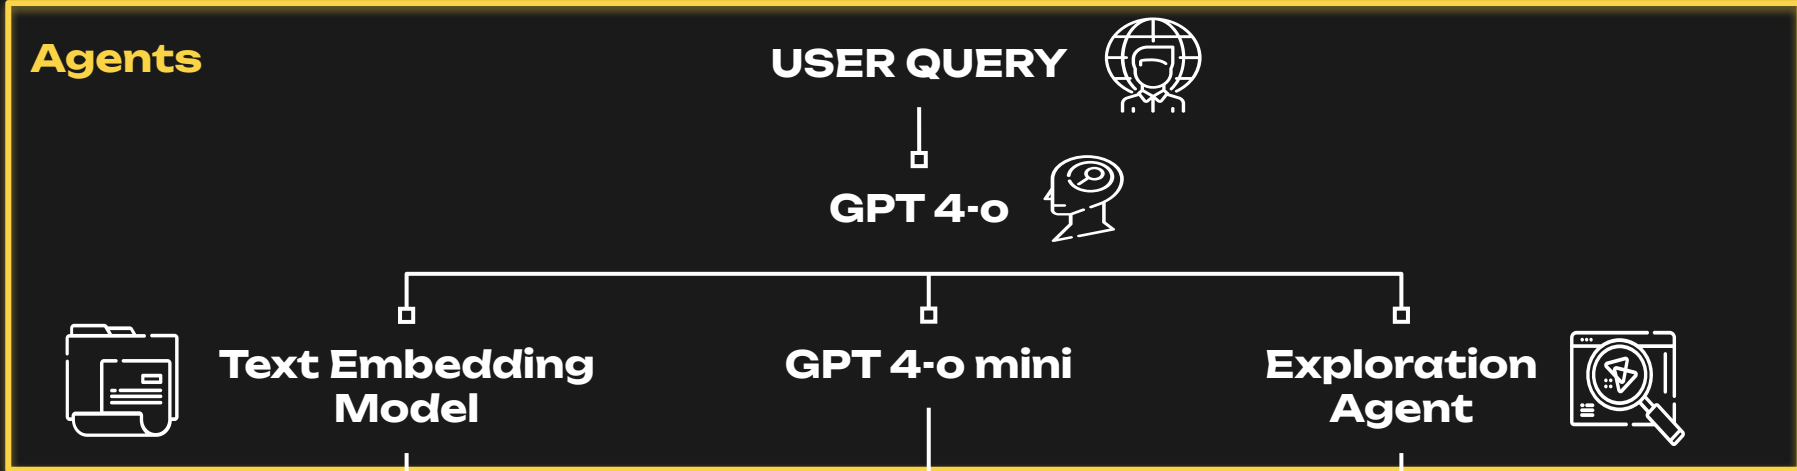 Agents
USER QUERY
GPT 4-o
Text Embedding
Model
GPT 4-o mini
Exploration
Agent